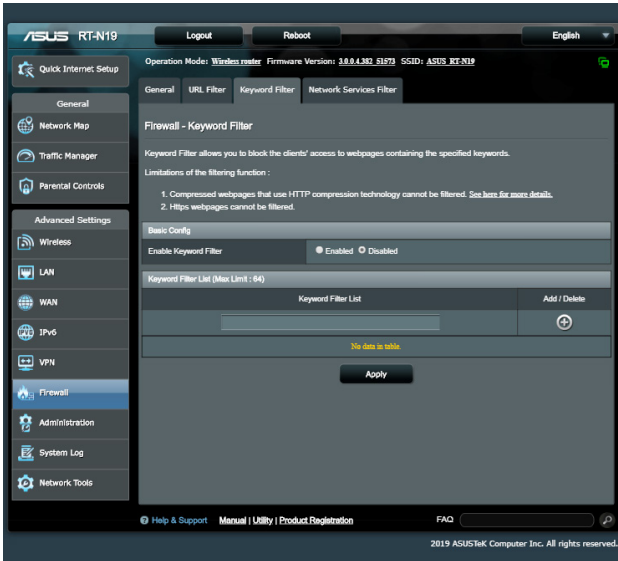 ASUS RT-N19 Logout Reboot English
Quick Internet Setup
Operation Mode: Wireless router Firmware Version: 3.0.0.4.382_51573 SSID: ASUS_RT-N19
General URL Filter Keyword Filter Network Services Filter
General
Network Map
Traffic Manager
Parental Controls
Advanced Settings
Wireless
LAN
WAN
IPv6
VPN
Firewall
Administration
System Log
Network Tools
Firewall - Keyword Filter
Keyword Filter allows you to block the clients' access to webpages containing the specified keywords.
Limitations of the filtering function :
1. Compressed webpages that use HTTP compression technology cannot be filtered. See here for more details.
2. Https webpages cannot be filtered.
Basic Config
Enable Keyword Filter Enabled Disabled
Keyword Filter List (Max Limit : 64)
Keyword Filter List Add / Delete
No data in table.
Apply
Help & Support Manual | Utility | Product Registration FAQ
2019 ASUSTeK Computer Inc. All rights reserved.